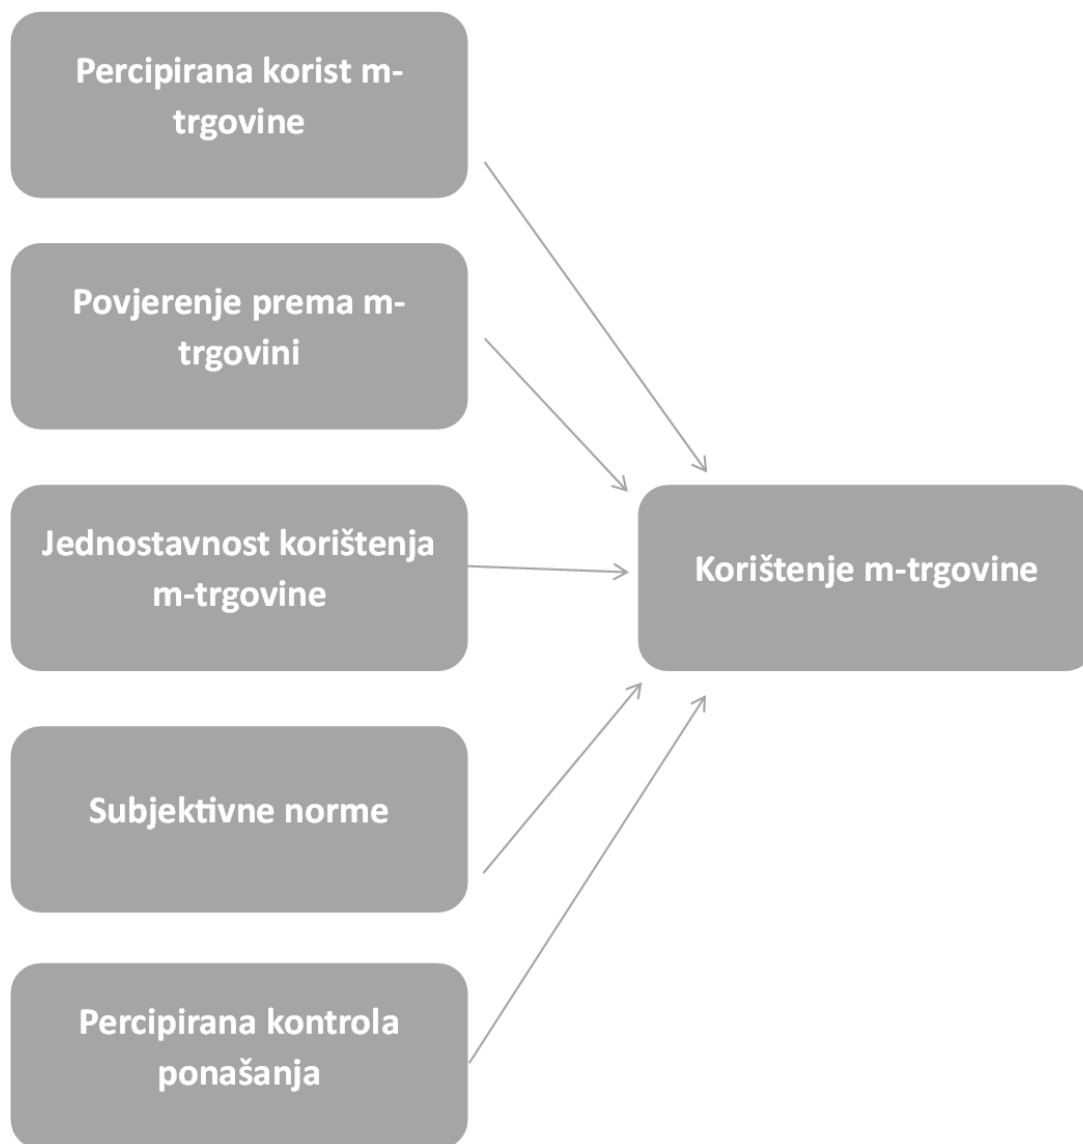 Percipirana korist m-
trgovine
Povjerenje prema m-
trgovini
Jednostavnost korištenja
m-trgovine
Korištenje m-trgovine
Subjektivne norme
Percipirana kontrola
ponašanja